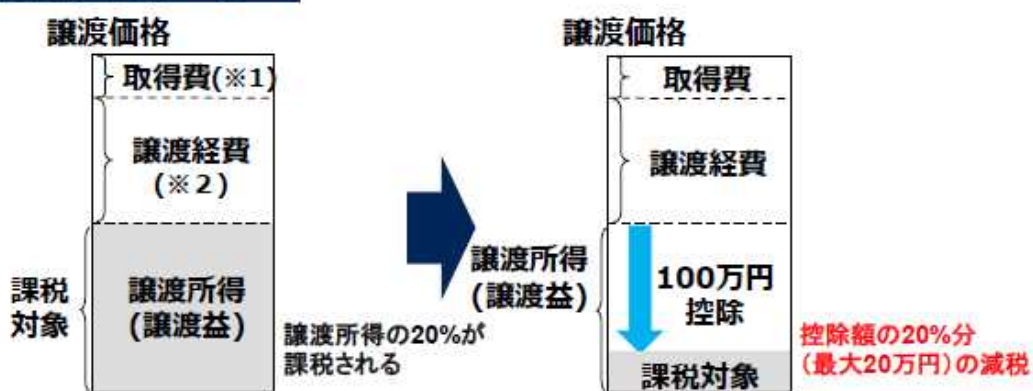 譲渡価格
取得費(※1)
譲渡経費
(※2)
課税
対象
譲渡所得
(譲渡益)
譲渡所得の20%が
課税される
譲渡価格
取得費
譲渡経費
譲渡所得
(譲渡益)
100万円
控除
課税対象
控除額の20%分
(最大20万円)の減税